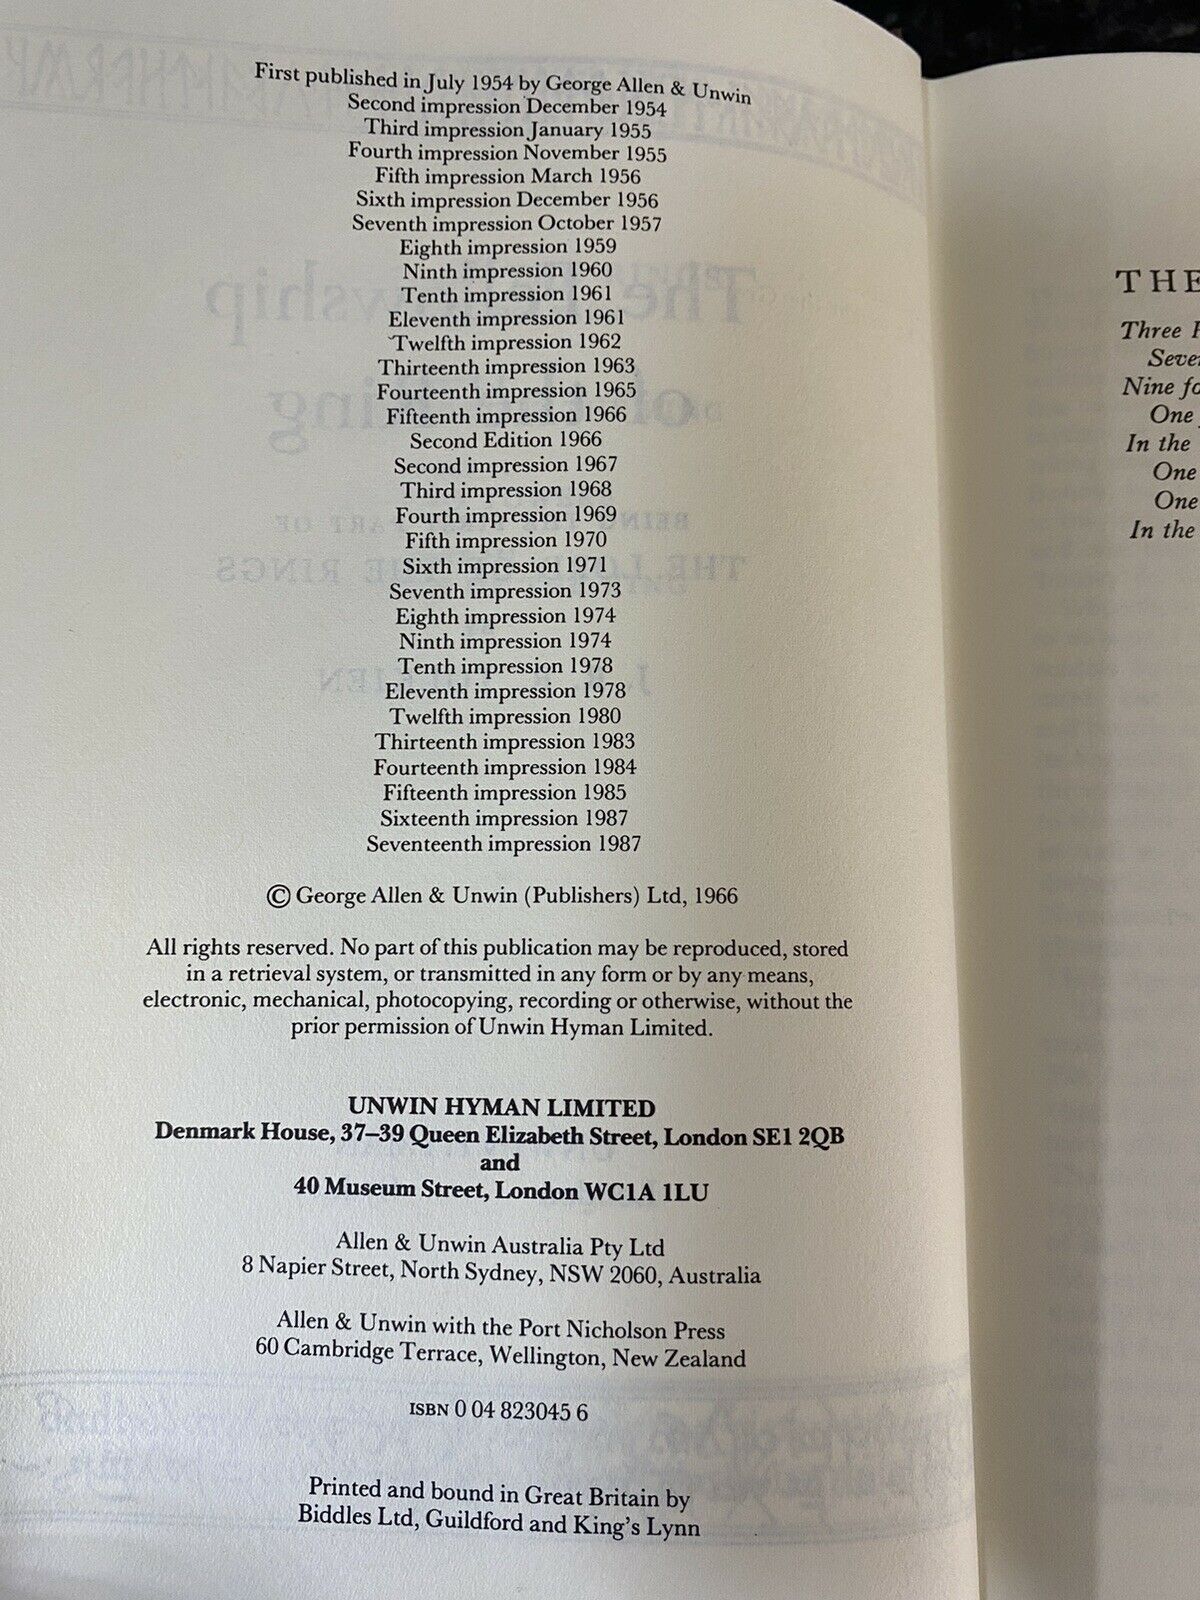 First published in July 1954 by George Allen & Unwin
Second impression December 1954
Third impression January 1955
Fourth impression November 1955
Fifth impression March 1956
Sixth impression December 1956
Seventh impression October 1957
Eighth impression 1959
Ninth impression 1960
Tenth impression 1961
Eleventh impression 1961
Twelfth impression 1962
Thirteenth impression 1963
Fourteenth impression 1965
Fifteenth impression 1966
Second Edition 1966
Second impression 1967
Third impression 1968
Fourth impression 1969
Fifth impression 1970
Sixth impression 1971
Seventh impression 1973
Eighth impression 1974
Ninth impression 1974
Tenth impression 1978
Eleventh impression 1978
Twelfth impression 1980
Thirteenth impression 1983
Fourteenth impression 1984
Fifteenth impression 1985
Sixteenth impression 1987
Seventeenth impression 1987
© George Allen & Unwin (Publishers) Ltd, 1966
All rights reserved. No part of this publication may be reproduced, stored
in a retrieval system, or transmitted in any form or by any means,
electronic, mechanical, photocopying, recording or otherwise, without the
prior permission of Unwin Hyman Limited.
UNWIN HYMAN LIMITED
Denmark House, 37–39 Queen Elizabeth Street, London SE1 2QB
and
40 Museum Street, London WC1A 1LU
Allen & Unwin Australia Pty Ltd
8 Napier Street, North Sydney, NSW 2060, Australia
Allen & Unwin with the Port Nicholson Press
60 Cambridge Terrace, Wellington, New Zealand
ISBN 0 04 823045 6
Printed and bound in Great Britain by
Biddles Ltd, Guildford and King's Lynn
THE
Three
Nine
One
In the
One
One
In the